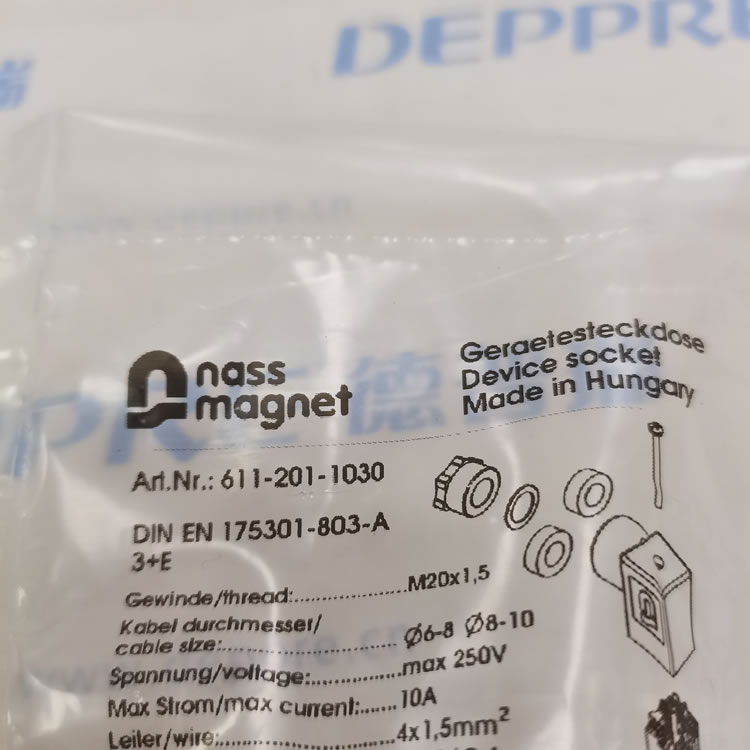 DEPPRE
nass
magnet
Geraetesteckdose
Device socket
Made in Hungary
Art.Nr.: 611-201-1030
DIN EN 175301-803-A
3+E
Gewinde/thread:....................M20x1,5
Kabel durchmesser/
cable size:............................... Ø6-8 Ø8-10
Spannung/voltage:................max 250V
Max Strom/max current:......10A
Leiter/wire:..............................4x1,5mm²